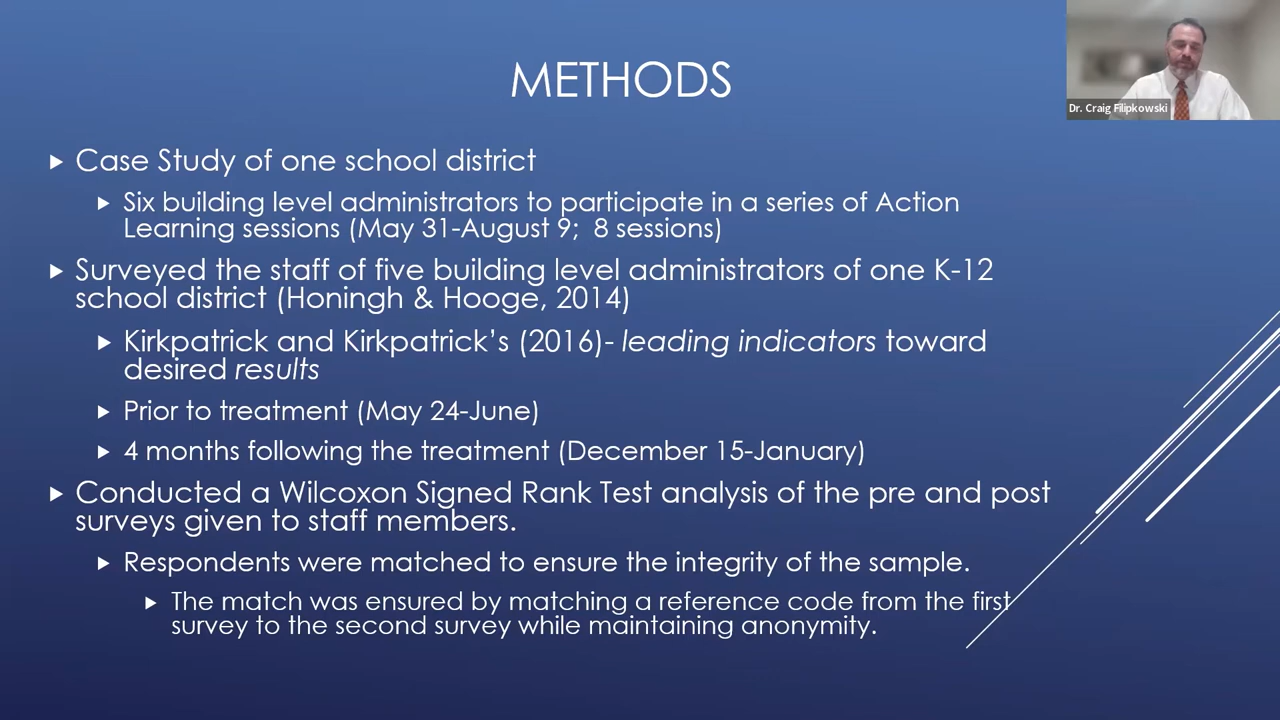 METHODS
Dr. Craig Filipkowski
Case Study of one school district
Six building level administrators to participate in a series of Action
Learning sessions (May 31-August 9;  8 sessions)
Surveyed the staff of five building level administrators of one K-12
school district (Honingh & Hooge, 2014)
Kirkpatrick and Kirkpatrick’s (2016)- leading indicators toward
desired results
Prior to treatment (May 24-June)
4 months following the treatment (December 15-January)
Conducted a Wilcoxon Signed Rank Test analysis of the pre and post
surveys given to staff members.
Respondents were matched to ensure the integrity of the sample.
The match was ensured by matching a reference code from the first
survey to the second survey while maintaining anonymity.